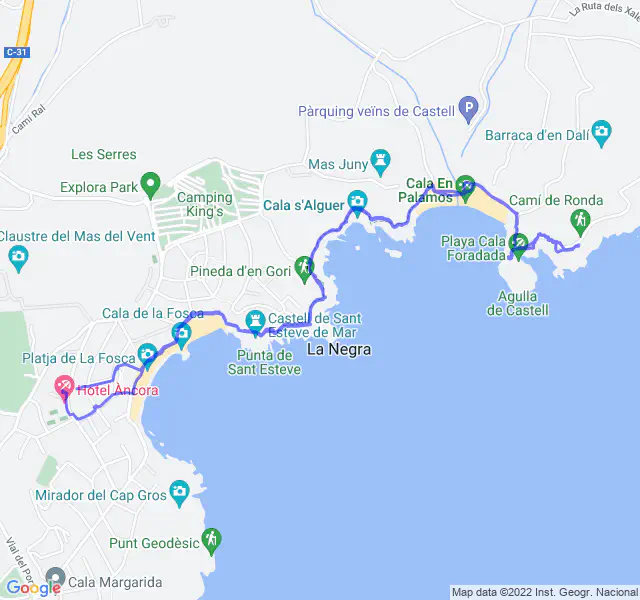 La Ruta dels Xale
C-31
Camí Ral
Pàrquing veïns de Castell
P
Barraca d'en Dalí
Les Serres
Mas Juny
Explora Park
Camping
King's
Cala s'Alguer
Cala En
Palamos
Camí de Ronda
Claustre del Mas del Vent
Playa Cala
Foradada
Pineda d'en Gori
Agulla
de Castell
Cala de la Fosca
Castell de Sant
Esteve de Mar
La Negra
Platja de La Fosca
Punta de
Sant Esteve
Hotel Àncora
Mirador del Cap Gros
Punt Geodèsic
Vial del Por
Cala Margarida
Google
Map data ©2022 Inst. Geogr. Nacional